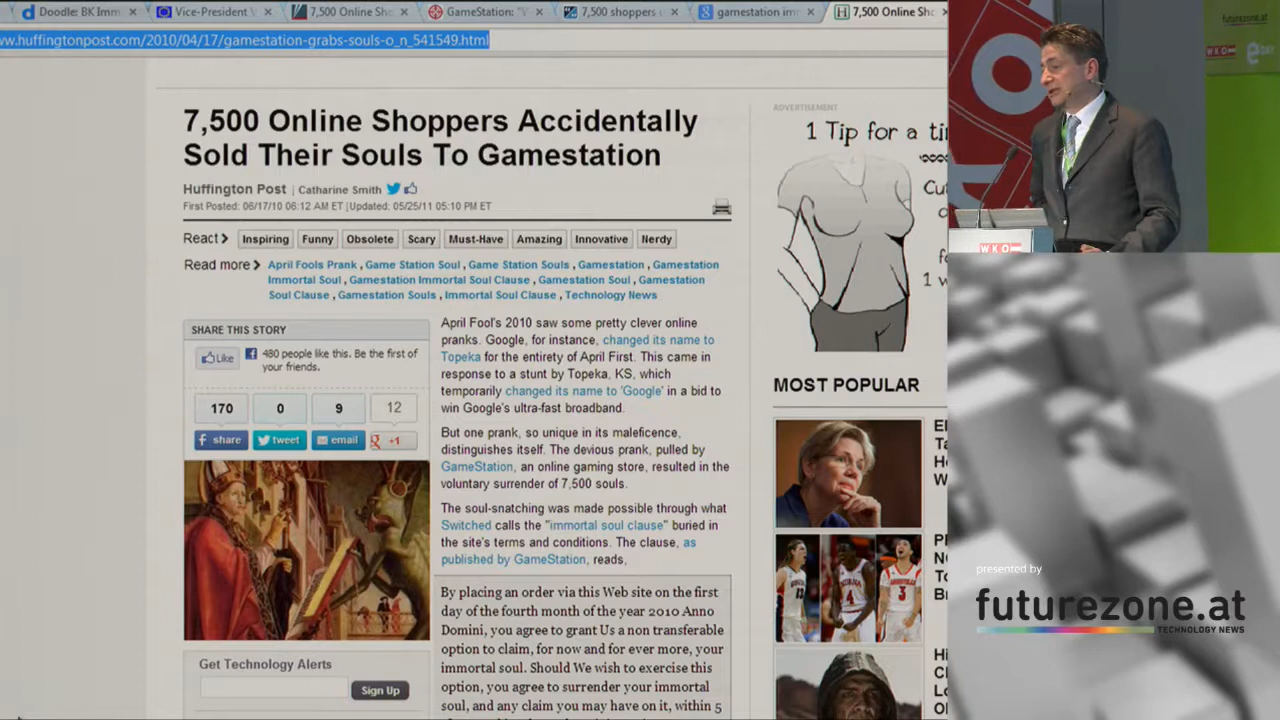 Doodle: BK Imm
Vice-President V
7,500 Online Sho
GameStation: "
7,500 shoppers
gamestation im
7,500 Online Sho
ww.huffingtonpost.com/2010/04/17/gamestation-grabs-souls-o_n_541549.html
7,500 Online Shoppers Accidentally
Sold Their Souls To Gamestation
Huffington Post | Catharine Smith
First Posted: 06/17/10 06:12 AM ET | Updated: 05/25/11 05:10 PM ET
React
Inspiring
Funny
Obsolete
Scary
Must-Have
Amazing
Innovative
Nerdy
Read more
April Fools Prank , Game Station Soul , Game Station Souls , Gamestation , Gamestation
Immortal Soul , Gamestation Immortal Soul Clause , Gamestation Soul , Gamestation
Soul Clause , Gamestation Souls , Immortal Soul Clause , Technology News
SHARE THIS STORY
Like
480 people like this. Be the first of
your friends.
170
0
9
12
share
tweet
email
+1
Get Technology Alerts
Sign Up
April Fool's 2010 saw some pretty clever online
pranks. Google, for instance, changed its name to
Topeka for the entirety of April First. This came in
response to a stunt by Topeka, KS, which
temporarily changed its name to 'Google' in a bid to
win Google's ultra-fast broadband.
But one prank, so unique in its maleficence,
distinguishes itself. The devious prank, pulled by
GameStation, an online gaming store, resulted in the
voluntary surrender of 7,500 souls.
The soul-snatching was made possible through what
Switched calls the "immortal soul clause" buried in
the site's terms and conditions. The clause, as
published by GameStation, reads,
By placing an order via this Web site on the first
day of the fourth month of the year 2010 Anno
Domini, you agree to grant Us a non transferable
option to claim, for now and for ever more, your
immortal soul. Should We wish to exercise this
option, you agree to surrender your immortal
soul, and any claim you may have on it, within 5
ADVERTISEMENT
1 Tip for a ti
Cu
1 w
MOST POPULAR
El
Ta
H
W
N
To
Br
Hi
C
L
O
futurezone.at
WKO
WKO
presented by
futurezone.at
TECHNOLOGY NEWS